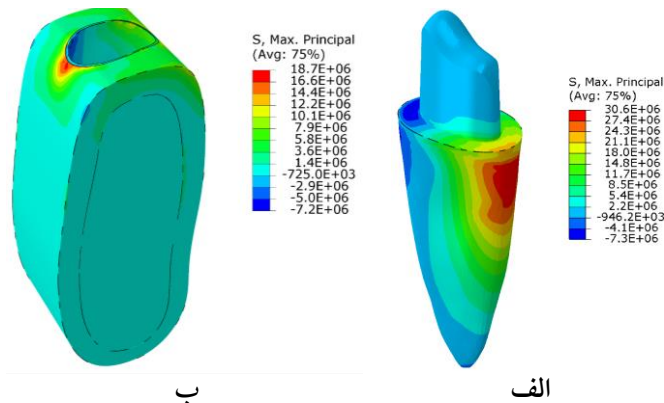 S, Max. Principal
(Avg: 75%)
18.7E+06
16.6E+06
14.4E+06
12.2E+06
10.1E+06
7.9E+06
5.8E+06
3.6E+06
1.4E+06
-725.0E+03
-2.9E+06
-5.0E+06
-7.2E+06
S, Max. Principal
(Avg: 75%)
30.6E+06
27.4E+06
24.3E+06
21.1E+06
18.0E+06
14.8E+06
11.7E+06
8.5E+06
5.4E+06
2.2E+06
-946.2E+03
-4.1E+06
-7.3E+06
ب
الف